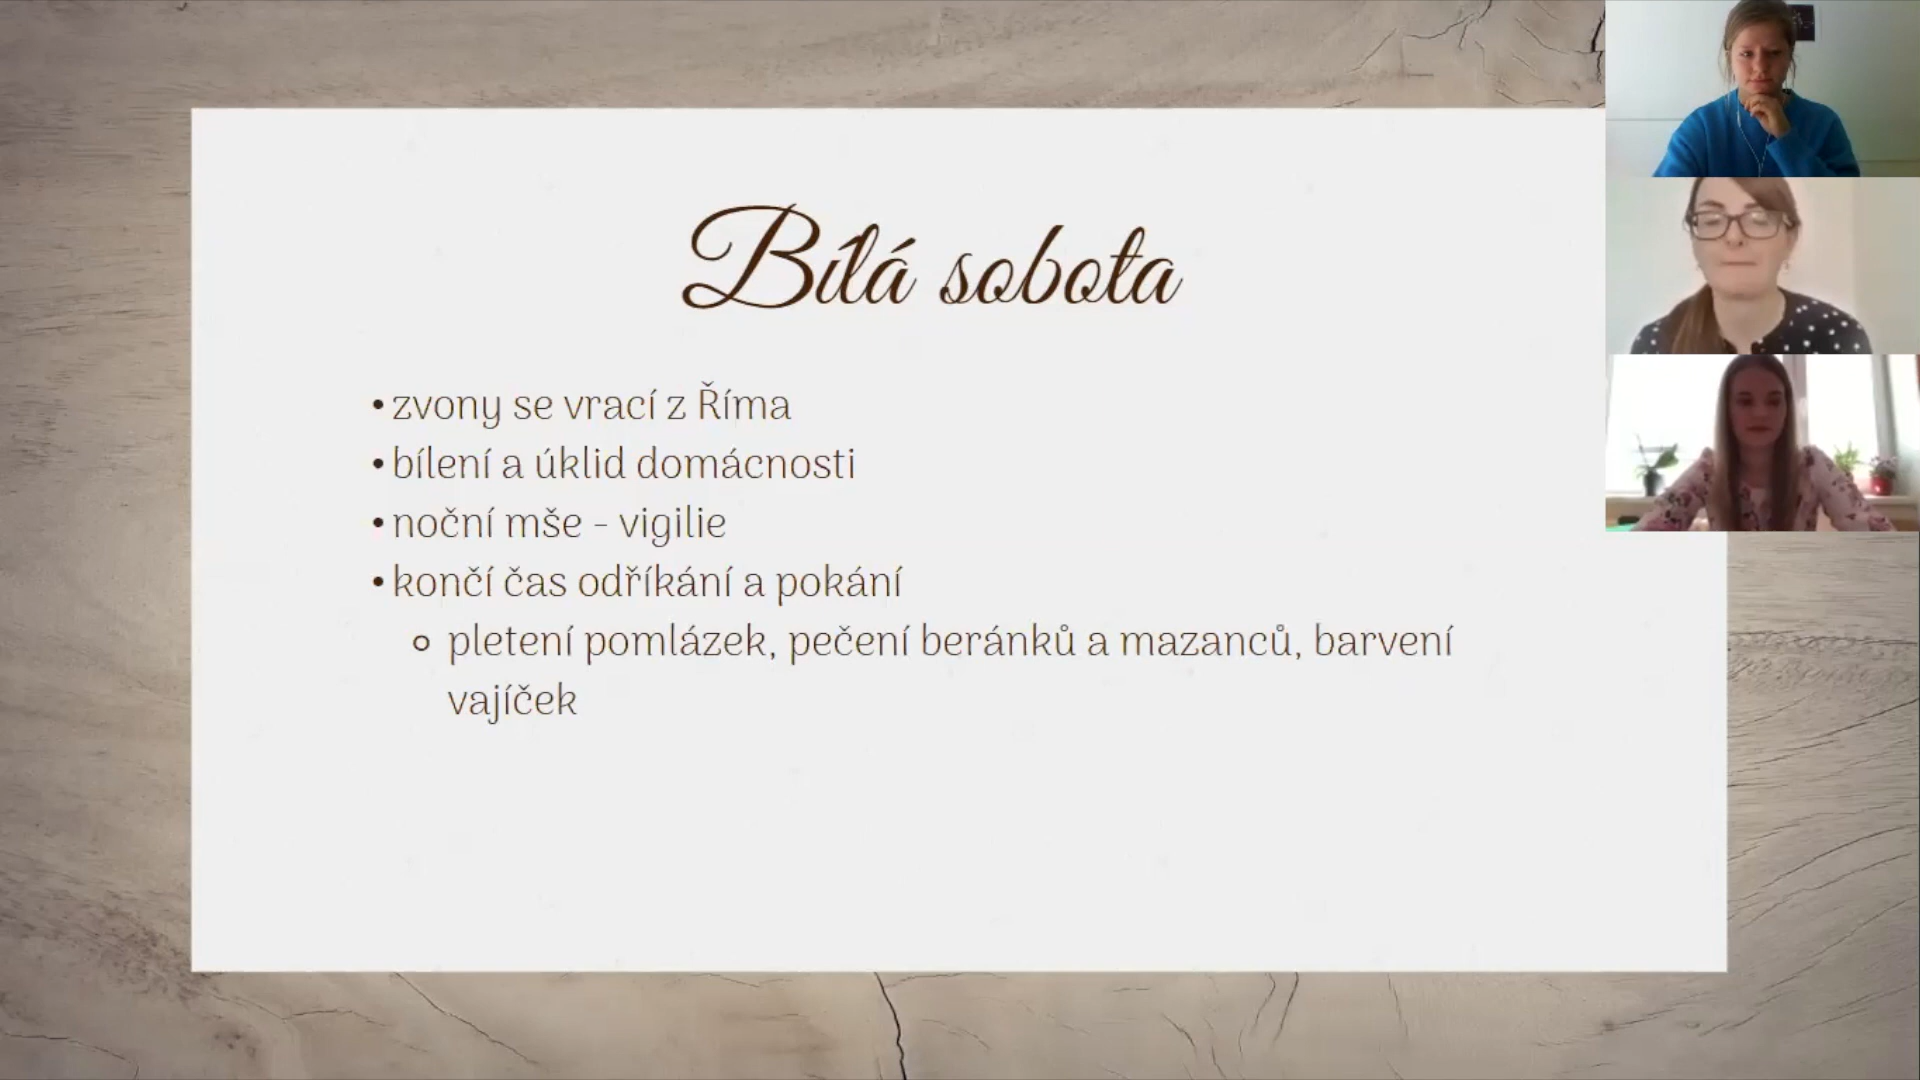 Bílá sobota
• zvony se vrací z Říma
• bílení a úklid domácnosti
• noční mše - vigilie
• končí čas odříkání a pokání
o pletení pomlázek, pečení beránků a mazanců, barvení
vajíček